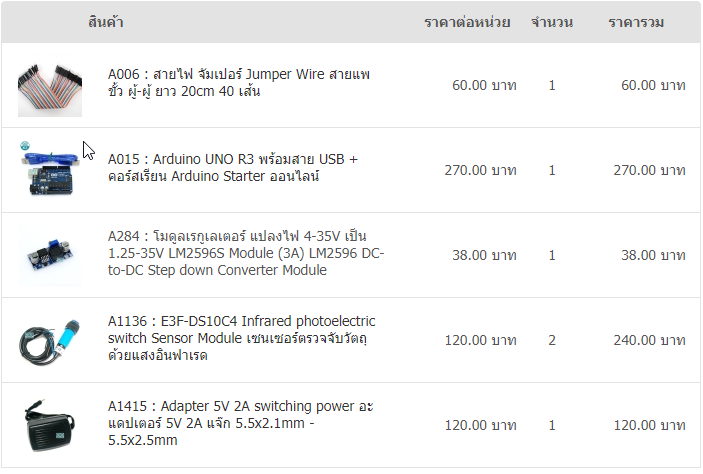 สินค้า ราคาต่อหน่วย จำนวน ราคารวม
A006 : สายไฟ จัมเปอร์ Jumper Wire สายแพ
ขั้ว ผู้-ผู้ ยาว 20cm 40 เส้น
60.00 บาท 1 60.00 บาท
A015 : Arduino UNO R3 พร้อมสาย USB +
คอร์สเรียน Arduino Starter ออนไลน์
270.00 บาท 1 270.00 บาท
A284 : โมดูลเรกูเลเตอร์ แปลงไฟ 4-35V เป็น
1.25-35V LM2596S Module (3A) LM2596 DC-
to-DC Step down Converter Module
38.00 บาท 1 38.00 บาท
A1136 : E3F-DS10C4 Infrared photoelectric
switch Sensor Module เซนเซอร์ตรวจจับวัตถุ
ด้วยแสงอินฟาเรด
120.00 บาท 2 240.00 บาท
A1415 : Adapter 5V 2A switching power อะ
แดปเตอร์ 5V 2A แจ๊ก 5.5x2.1mm -
5.5x2.5mm
120.00 บาท 1 120.00 บาท